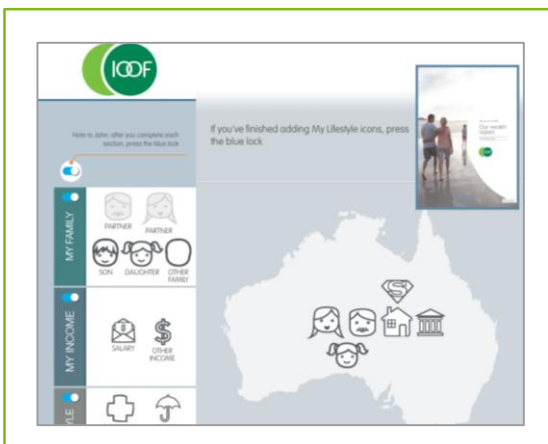 IOOF
Note to John: after you complete each
section, press the blue lock
If you've finished adding My Lifestyle icons, press
the blue lock
Our wealth
report
MY FAMILY
PARTNER
PARTNER
SON
DAUGHTER
OTHER
FAMILY
MY INCOME
SALARY
OTHER
INCOME
YLE